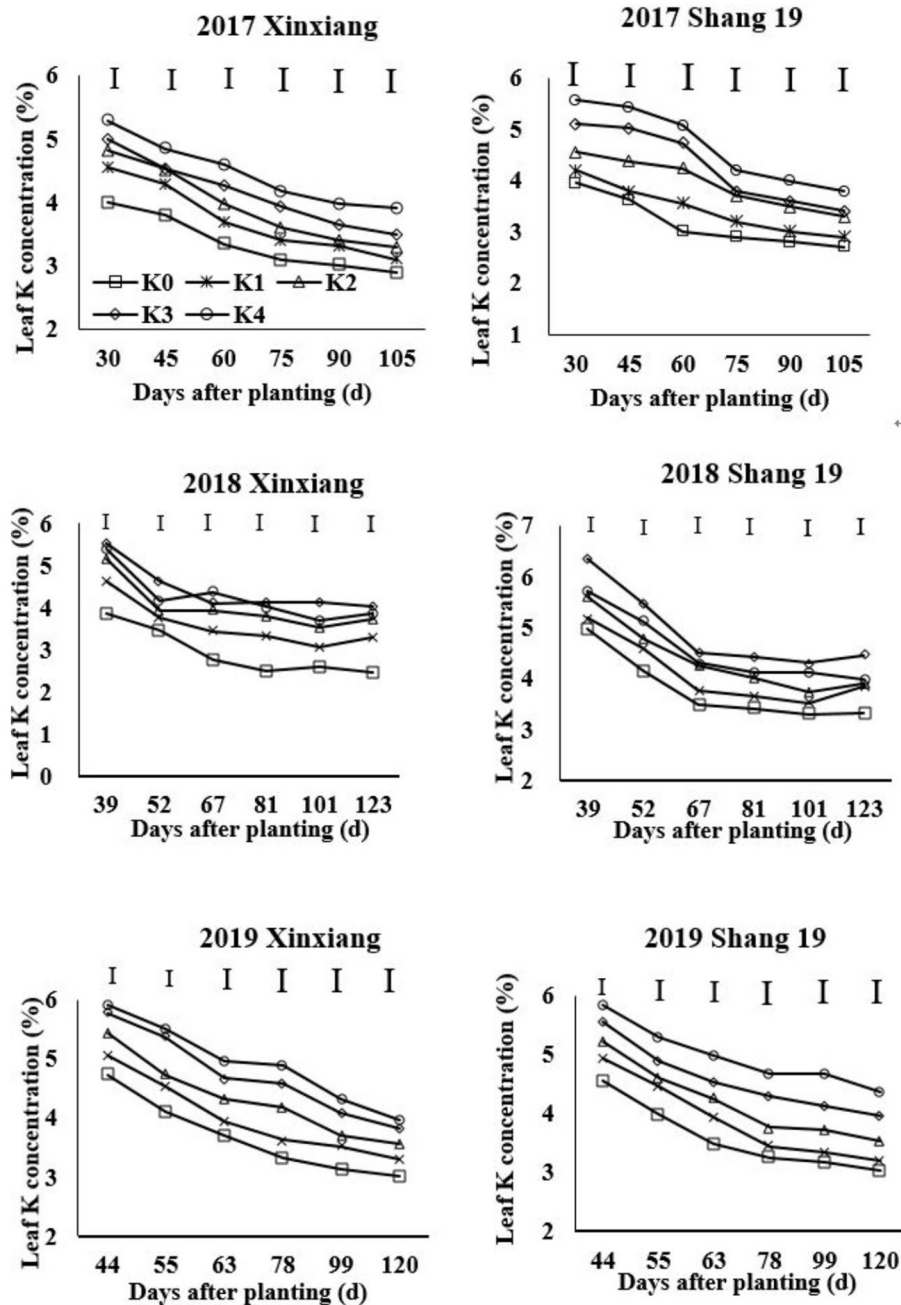 2017 Xinxiang
Leaf K concentration (%)
6
5
4
3
2
K0 K1 K2
K3 K4
30 45 60 75 90 105
Days after planting (d)
2017 Shang 19
Leaf K concentration (%)
6
5
4
3
2
1
30 45 60 75 90 105
Days after planting (d)
2018 Xinxiang
Leaf K concentration (%)
6
5
4
3
2
0
39 52 67 81 101 123
Days after planting (d)
2018 Shang 19
Leaf K concentration (%)
7
6
5
4
3
2
39 52 67 81 101 123
Days after planting (d)
2019 Xinxiang
Leaf K concentration (%)
6
5
4
3
2
44 55 63 78 99 120
Days after planting (d)
2019 Shang 19
Leaf K concentration (%)
6
5
4
3
2
44 55 63 78 99 120
Days after planting (d)